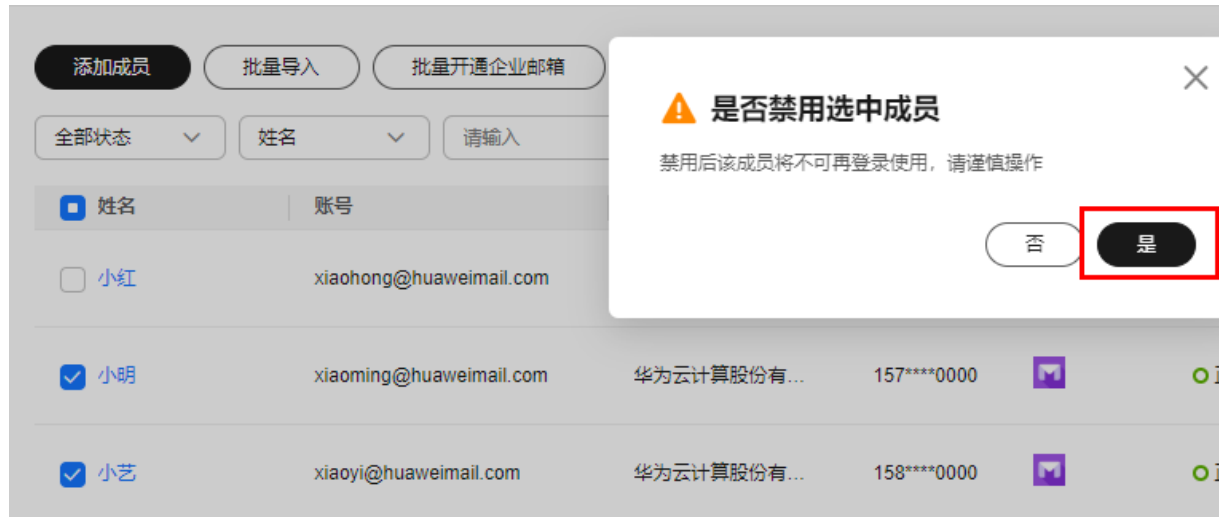 添加成员 批量导入 批量开通企业邮箱
是否禁用选中成员
全部状态 姓名 请输入
禁用后该成员将不可再登录使用，请谨慎操作
姓名 账号
否 是
小红 xiaohong@huaweimail.com
小明 xiaoming@huaweimail.com 华为云计算股份有... 157****0000
小艺 xiaoyi@huaweimail.com 华为云计算股份有... 158****0000